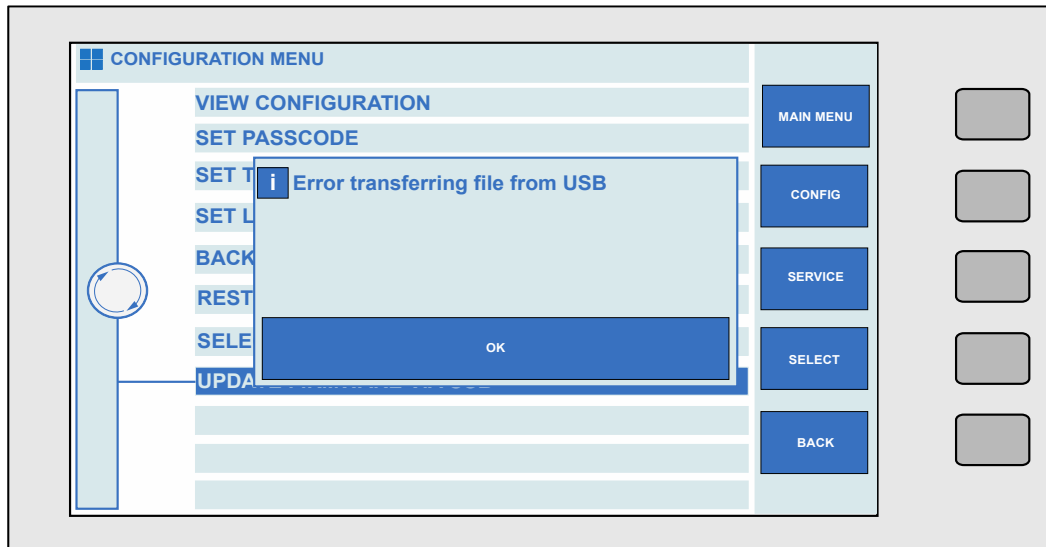 CONFIGURATION MENU
VIEW CONFIGURATION
SET PASSCODE
SET T
SET L
BACK
REST
SELE
UPDA
i Error transferring file from USB
OK
MAIN MENU
CONFIG
SERVICE
SELECT
BACK